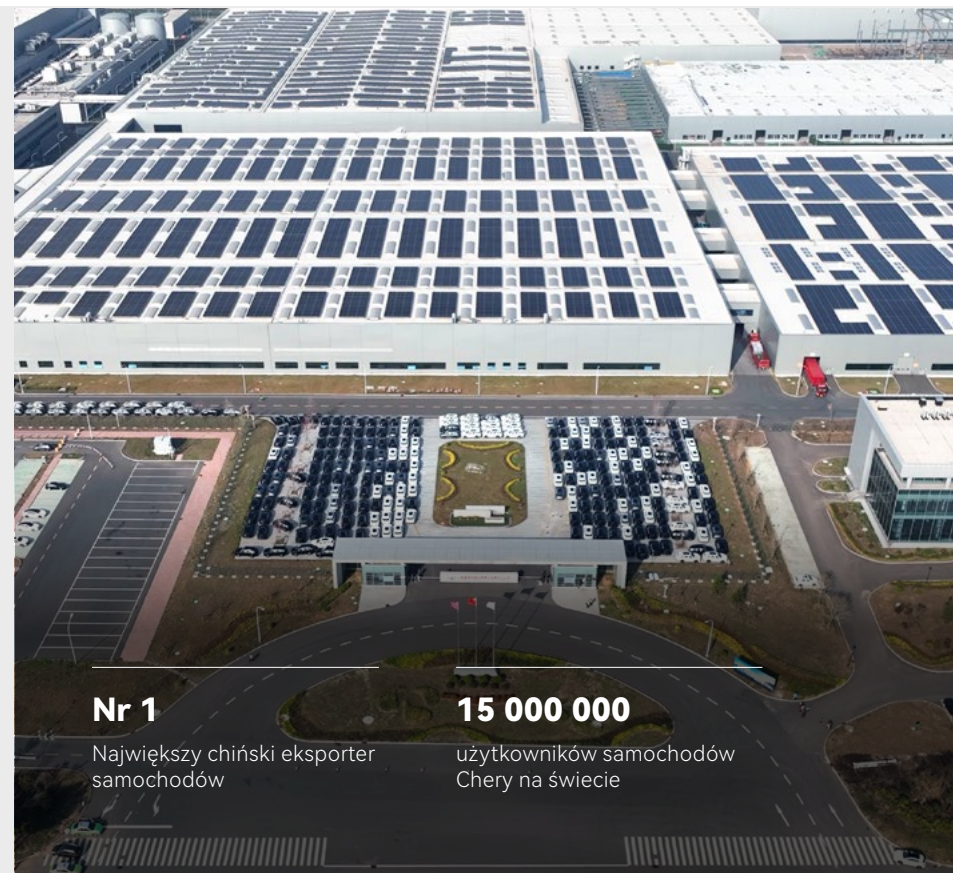 Nr 1
Największy chiński eksporter
samochodów
15 000 000
użytkowników samochodów
Chery na świecie